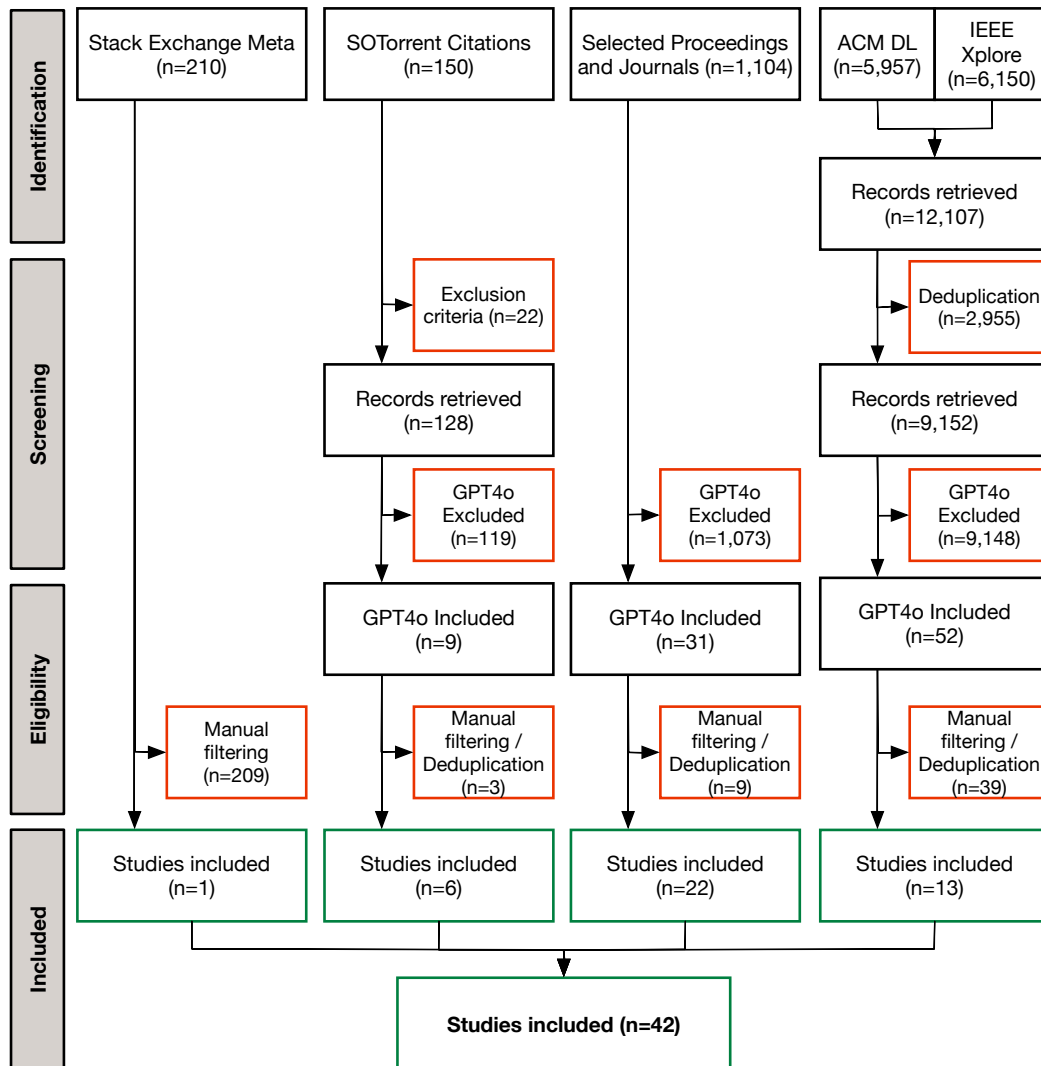 Identification
Stack Exchange Meta
(n=210)
SOTorrent Citations
(n=150)
Selected Proceedings
and Journals (n=1,104)
ACM DL
(n=5,957)
IEEE
Xplore
(n=6,150)
Records retrieved
(n=12,107)
Screening
Exclusion
criteria (n=22)
Deduplication
(n=2,955)
Records retrieved
(n=128)
Records retrieved
(n=9,152)
GPT4o
Excluded
(n=119)
GPT4o
Excluded
(n=1,073)
GPT4o
Excluded
(n=9,148)
Eligibility
GPT4o Included
(n=9)
GPT4o Included
(n=31)
GPT4o Included
(n=52)
Manual
filtering
(n=209)
Manual
filtering /
Deduplication
(n=3)
Manual
filtering /
Deduplication
(n=9)
Manual
filtering /
Deduplication
(n=39)
Included
Studies included
(n=1)
Studies included
(n=6)
Studies included
(n=22)
Studies included
(n=13)
Studies included (n=42)